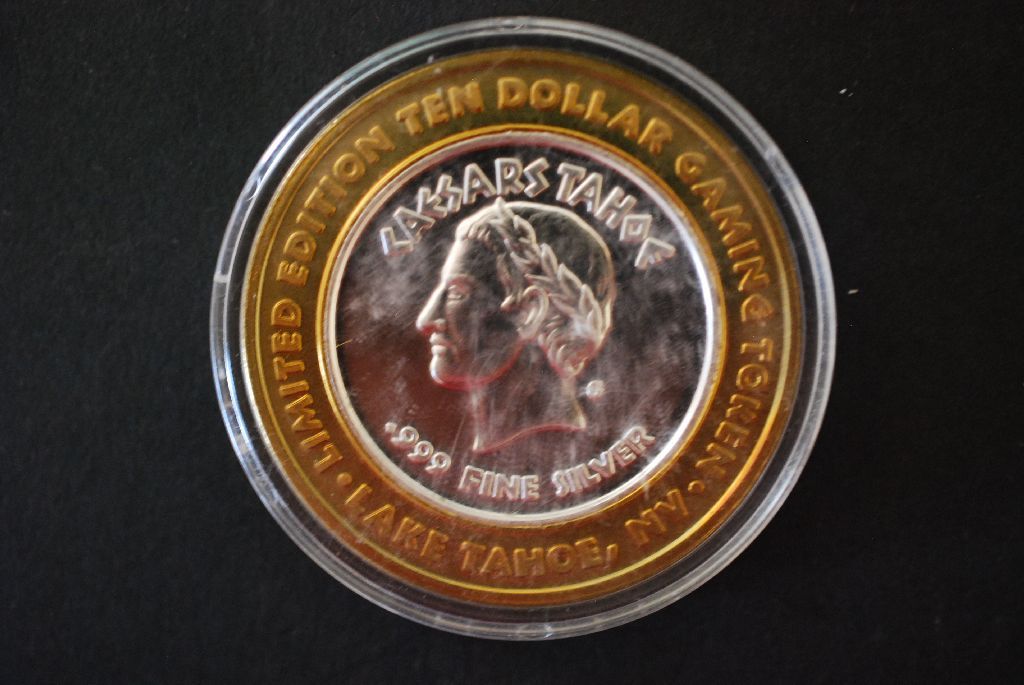 LIMITED EDITION TEN DOLLAR GAMING TOKEN
• LAKE TAHOE, NV. •
CAESARS TAHOE
.999 FINE SILVER